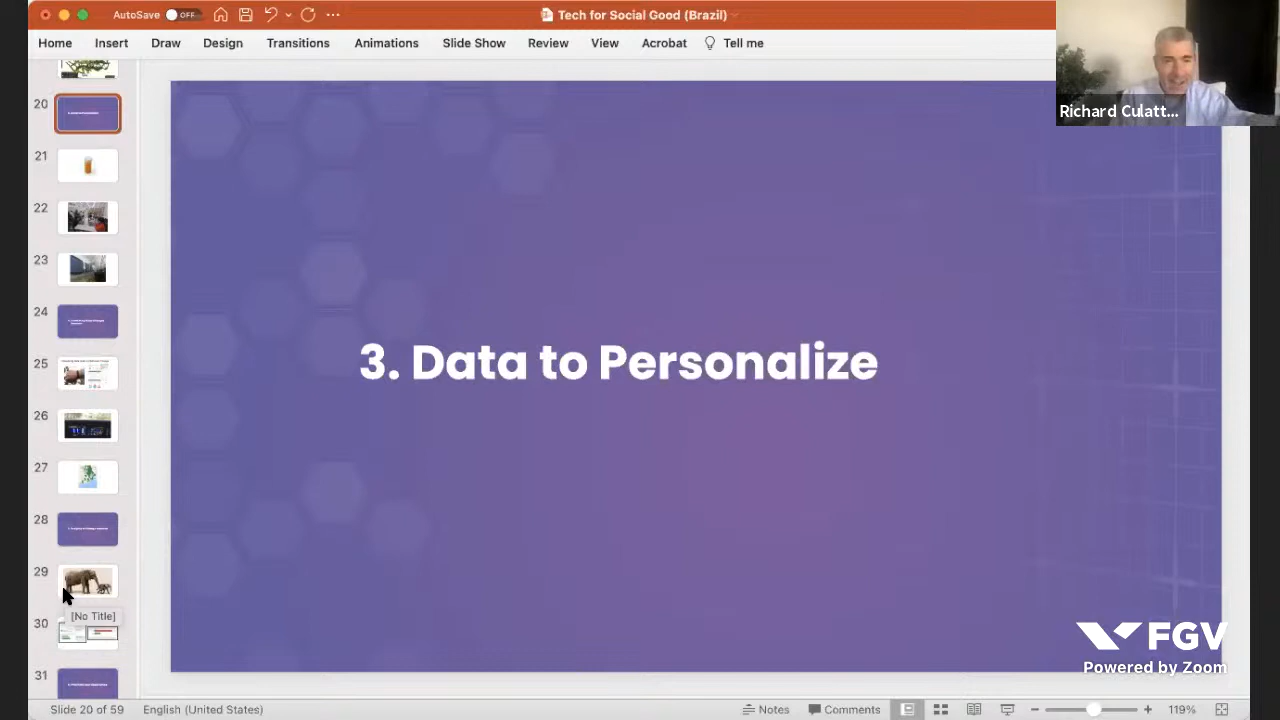 AutoSave OFF
Tech for Social Good (Brazil)
Home Insert Draw Design Transitions Animations Slide Show Review View Acrobat Tell me
Richard Culatt...
20
21
22
23
24
25
26
27
28
29
[No Title]
30
31
3. Data to Personalize
FGV
Powered by Zoom
Slide 20 of 59 English (United States) Notes Comments 119%